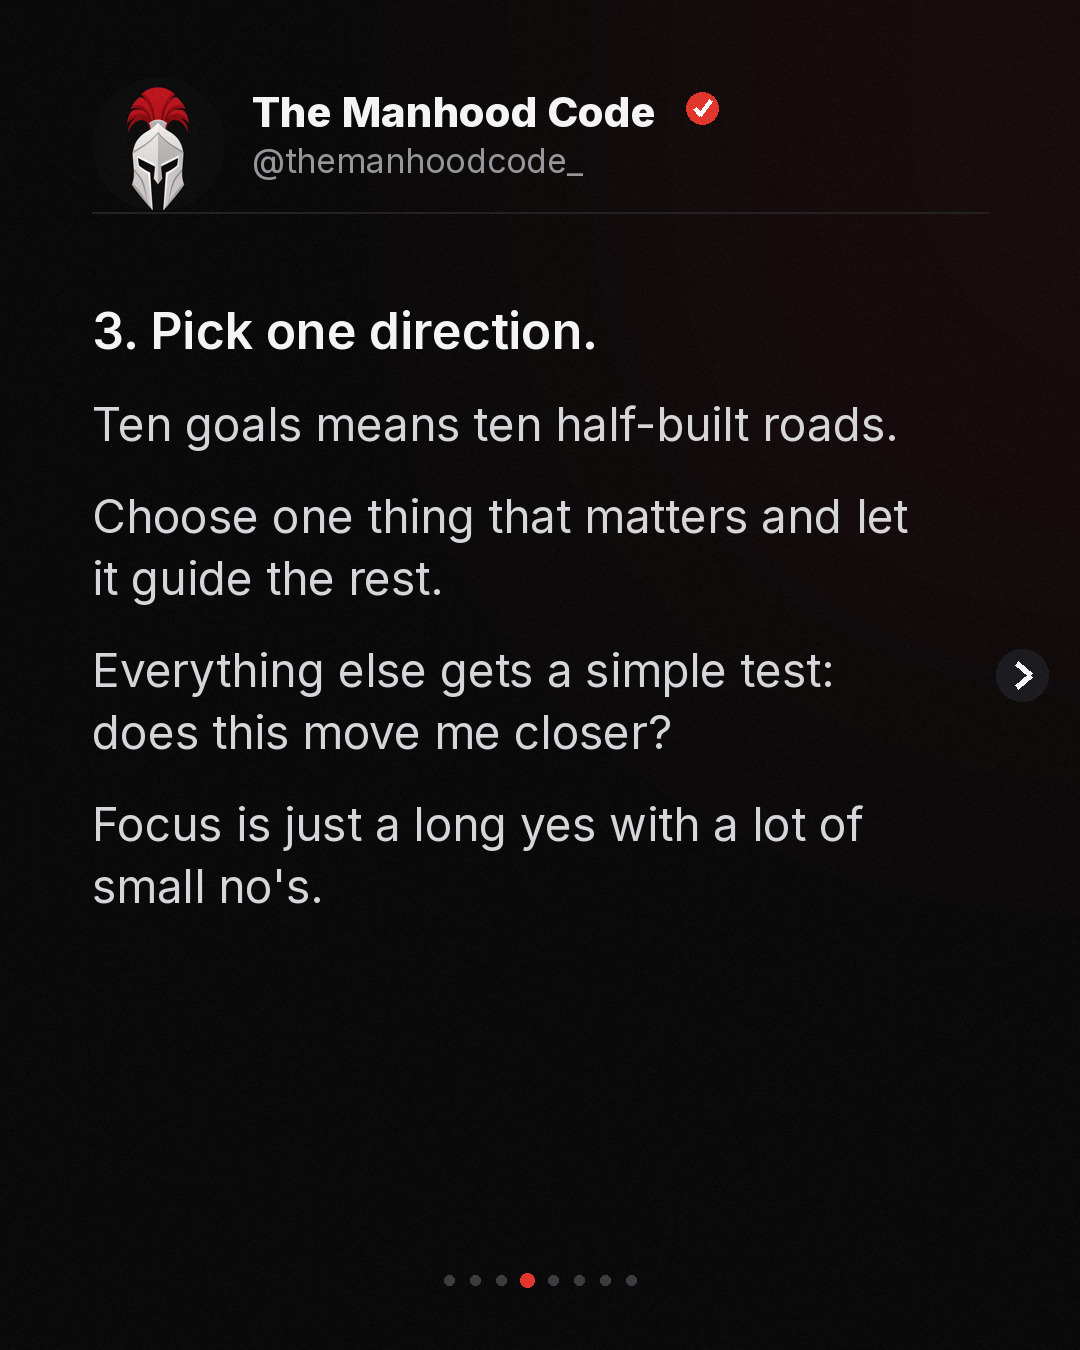 The Manhood Code
@themanhoodcode_
3. Pick one direction.
Ten goals means ten half-built roads.
Choose one thing that matters and let
it guide the rest.
Everything else gets a simple test:
does this move me closer?
Focus is just a long yes with a lot of
small no's.